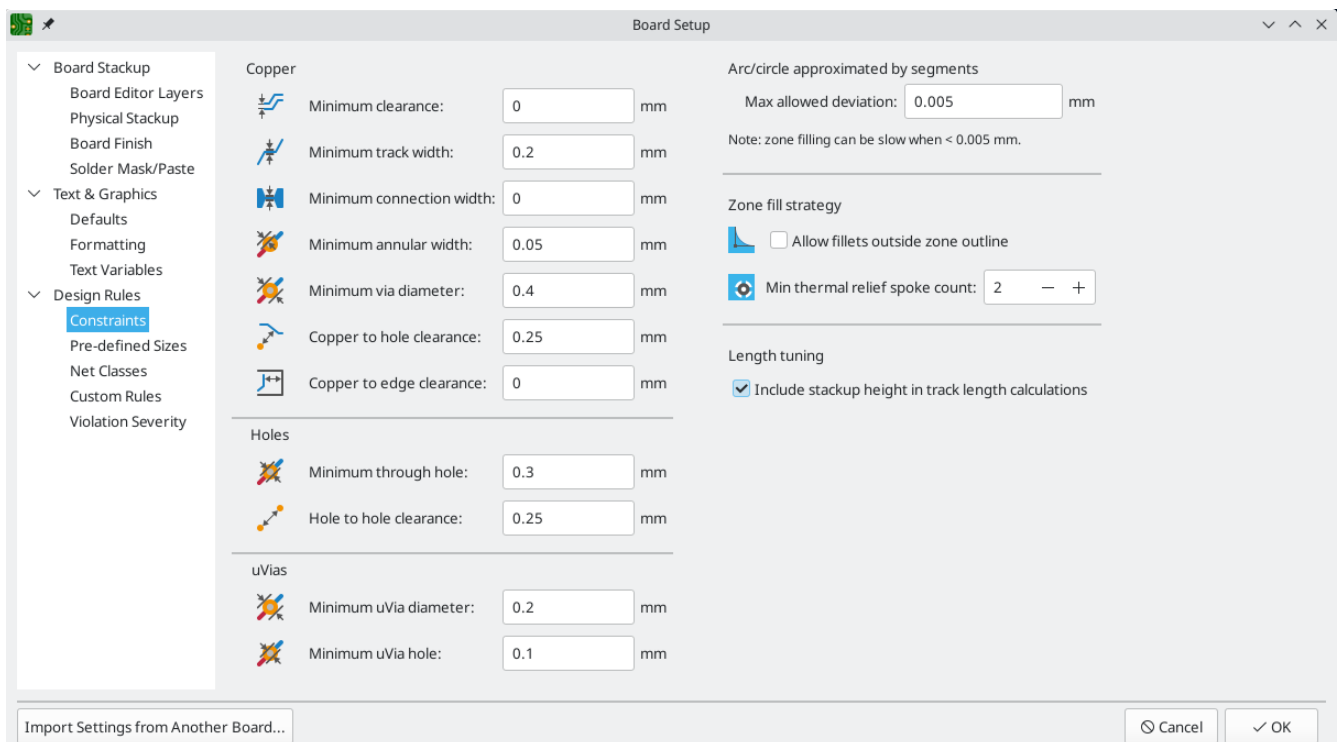 Board Setup
Board Stackup
Board Editor Layers
Physical Stackup
Board Finish
Solder Mask/Paste
Text & Graphics
Defaults
Formatting
Text Variables
Design Rules
Constraints
Pre-defined Sizes
Net Classes
Custom Rules
Violation Severity
Copper
Minimum clearance: 0 mm
Minimum track width: 0.2 mm
Minimum connection width: 0 mm
Minimum annular width: 0.05 mm
Minimum via diameter: 0.4 mm
Copper to hole clearance: 0.25 mm
Copper to edge clearance: 0 mm
Holes
Minimum through hole: 0.3 mm
Hole to hole clearance: 0.25 mm
uVias
Minimum uVia diameter: 0.2 mm
Minimum uVia hole: 0.1 mm
Arc/circle approximated by segments
Max allowed deviation: 0.005 mm
Note: zone filling can be slow when < 0.005 mm.
Zone fill strategy
Allow fillets outside zone outline
Min thermal relief spoke count: 2 − +
Length tuning
Include stackup height in track length calculations
Import Settings from Another Board...
Cancel
OK